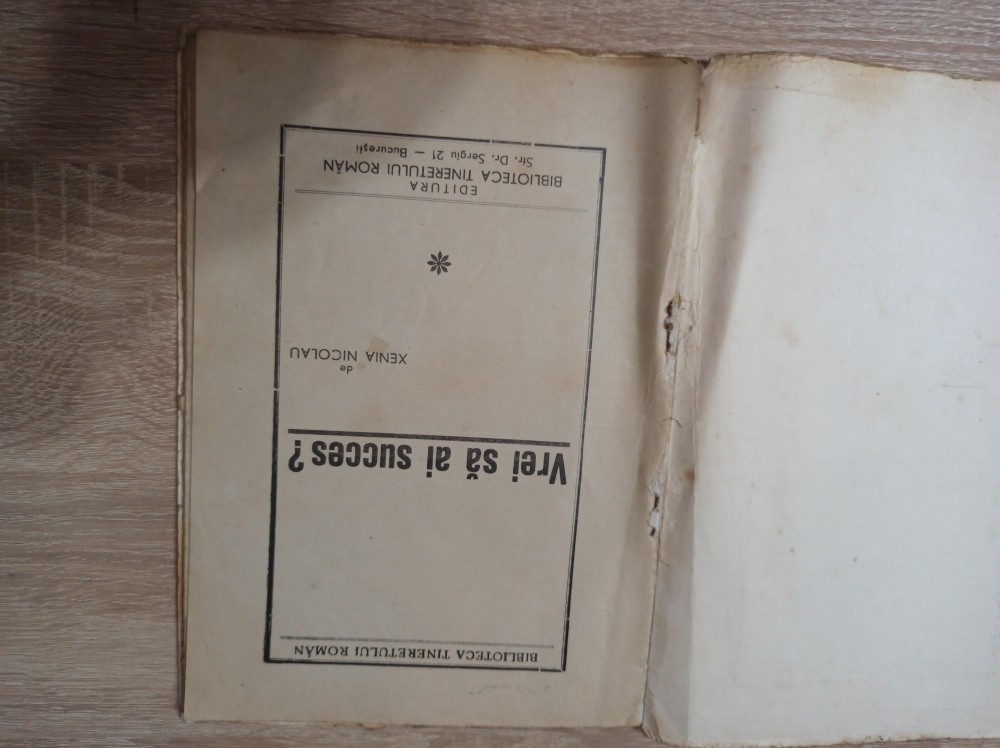 BIBLIOTECA TINERETULUI ROMÂN
Vrei să ai succes?
de
XENIA NICOLAU
EDITURA
BIBLIOTECA TINERETULUI ROMÂN
Str. Dr. Sergiu 21 — Bucureşti